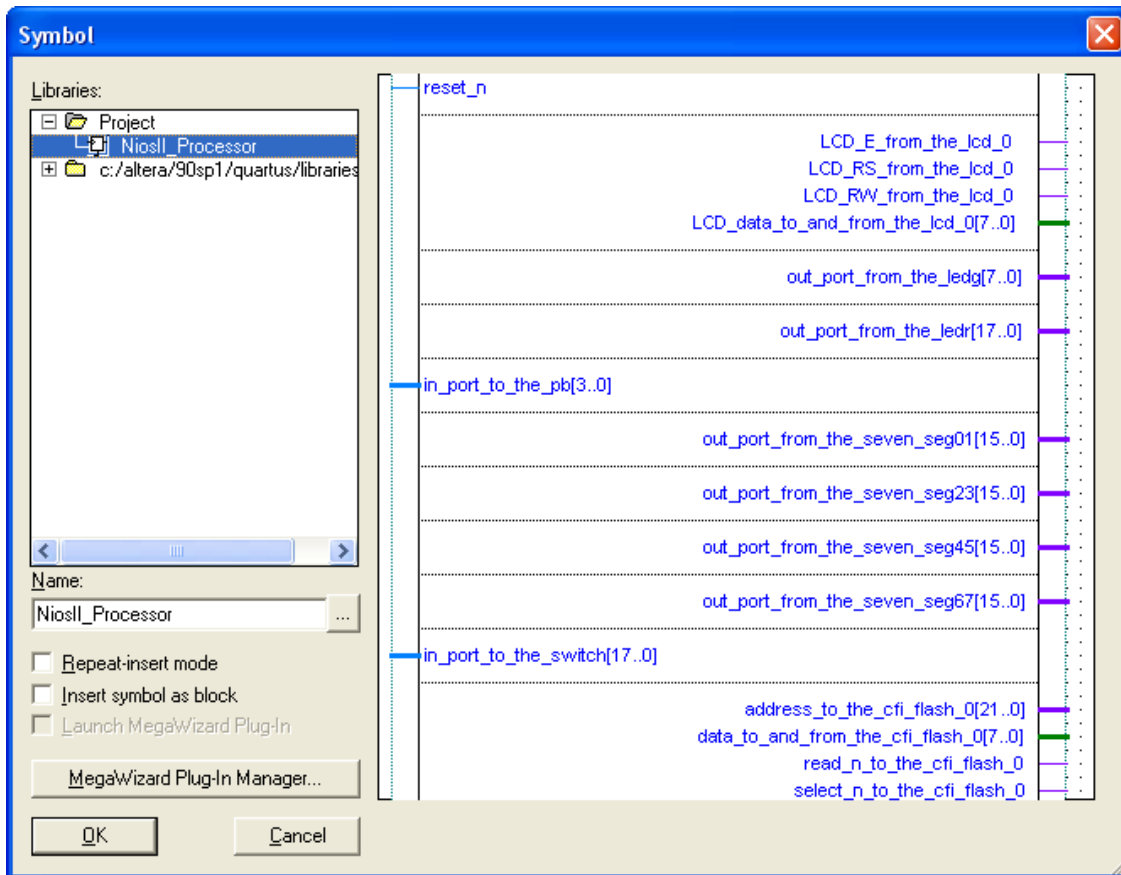 Symbol
Libraries:
Project
NiosII_Processor
c:/altera/90sp1/quartus/libraries
Name:
NiosII_Processor
...
Repeat-insert mode
Insert symbol as block
Launch MegaWizard Plug-In
MegaWizard Plug-In Manager...
OK
Cancel
reset_n
LCD_E_from_the_lcd_0
LCD_RS_from_the_lcd_0
LCD_RW_from_the_lcd_0
LCD_data_to_and_from_the_lcd_0[7..0]
out_port_from_the_ledg[7..0]
out_port_from_the_ledr[17..0]
in_port_to_the_pb[3..0]
out_port_from_the_seven_seg01[15..0]
out_port_from_the_seven_seg23[15..0]
out_port_from_the_seven_seg45[15..0]
out_port_from_the_seven_seg67[15..0]
in_port_to_the_switch[17..0]
address_to_the_cfi_flash_0[21..0]
data_to_and_from_the_cfi_flash_0[7..0]
read_n_to_the_cfi_flash_0
select_n_to_the_cfi_flash_0